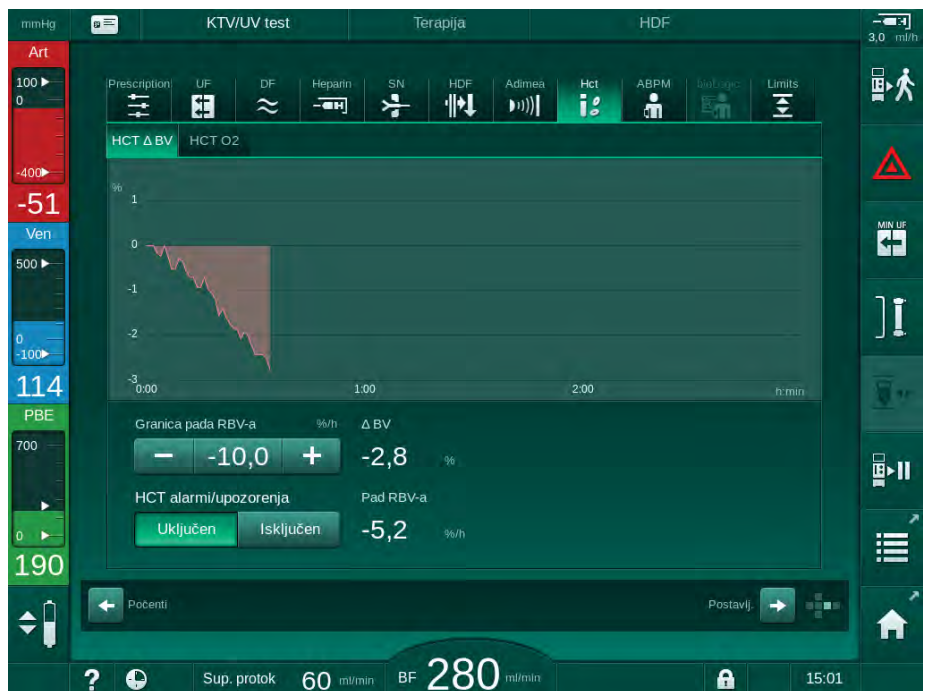 mmHg
KTV/UV test
Terapija
HDF
3,0 ml/h
Art
100
0
-400
-51
Ven
500
0
-100
114
PBE
700
0
190
Prescription
UF
DF
Heparin
SN
HDF
Adimea
Hct
ABPM
bioLogic
Limits
HCT Δ BV
HCT O2
%
1
0
-1
-2
-3
0:00
1:00
2:00
h:min
Granica pada RBV-a %/h
Δ BV
-10,0
-2,8 %
HCT alarmi/upozorenja
Pad RBV-a
Uključen
Isključen
-5,2 %/h
MIN UF
Počenti
Postavlj.
?
Sup. protok 60 ml/min
BF 280 ml/min
15:01